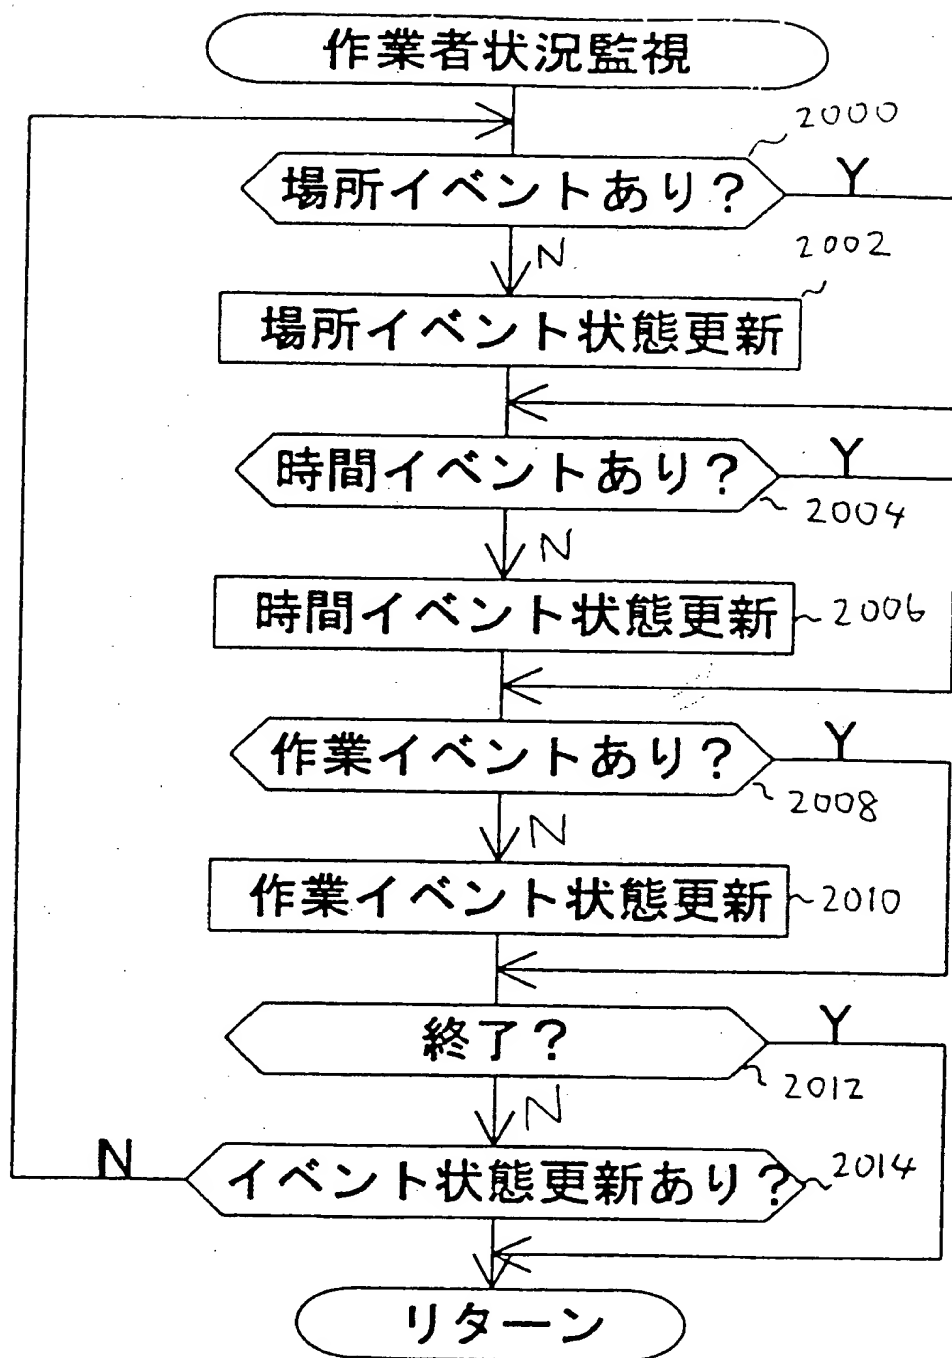 作業者状況監視
2000
場所イベントあり?
Y
N
2002
場所イベント状態更新
時間イベントあり?
Y
2004
N
時間イベント状態更新
2006
作業イベントあり?
Y
2008
N
作業イベント状態更新
2010
終了?
Y
2012
N
N
イベント状態更新あり?
2014
リターン